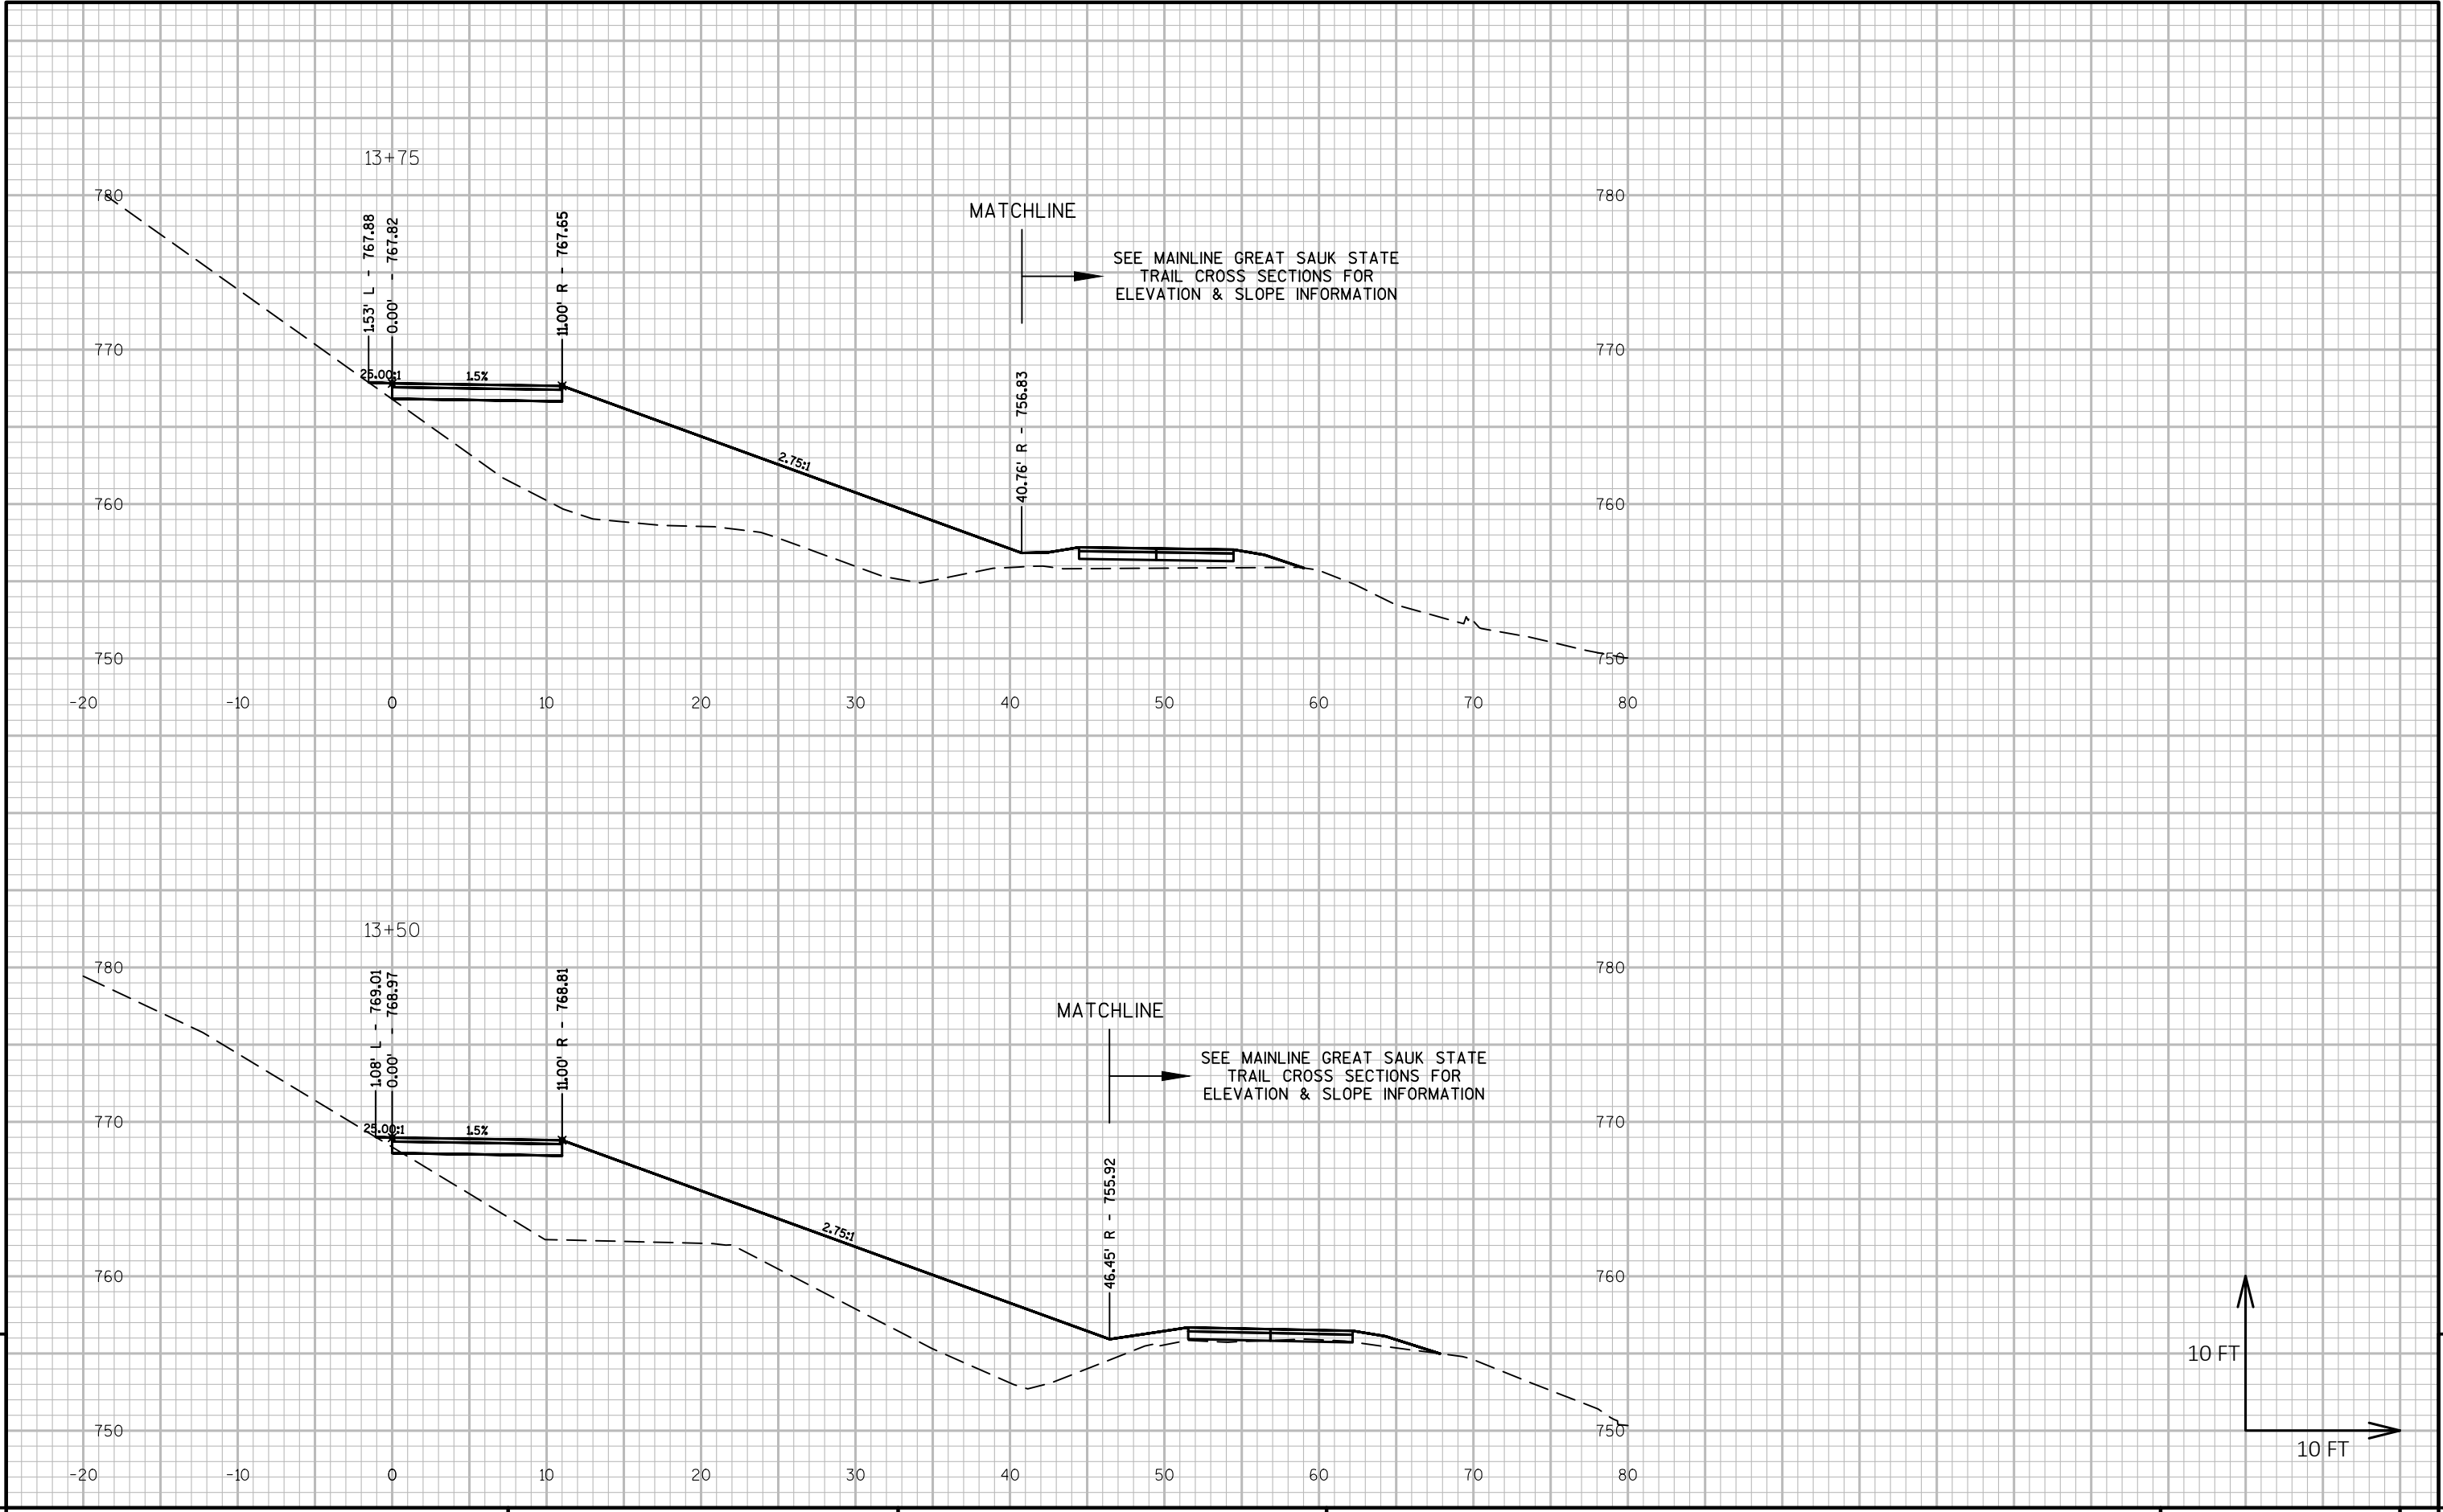 13+75
780
780
1.53' L - 767.88
0.00' - 767.82
11.00' R - 767.65
MATCHLINE
SEE MAINLINE GREAT SAUK STATE
TRAIL CROSS SECTIONS FOR
ELEVATION & SLOPE INFORMATION
770
770
25.00:1
1.5%
40.76' R - 756.83
2.75:1
760
760
750
750
-20 -10 0 10 20 30 40 50 60 70 80
13+50
780
780
1.08' L - 769.01
0.00' - 768.97
11.00' R - 768.81
MATCHLINE
SEE MAINLINE GREAT SAUK STATE
TRAIL CROSS SECTIONS FOR
ELEVATION & SLOPE INFORMATION
770
770
25.00:1
1.5%
46.45' R - 755.92
2.75:1
760
760
10 FT
750
750
10 FT
-20 -10 0 10 20 30 40 50 60 70 80